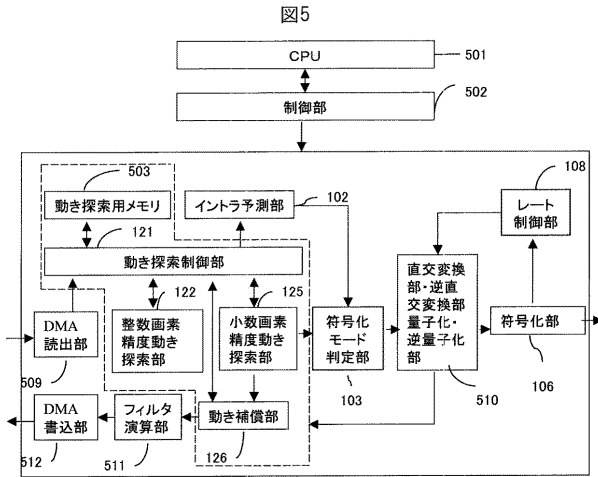 図5
CPU
501
制御部
502
503
動き探索用メモリ
イントラ予測部
102
108
レート
制御部
121
動き探索制御部
122
整数画素
精度動き
探索部
125
小数画素
精度動き
探索部
DMA
読出部
509
符号化
モード
判定部
103
直交変換
部・逆直
交変換部
量子化・
逆量子化
部
510
符号化部
106
DMA
書込部
512
フィルタ
演算部
511
動き補償部
126